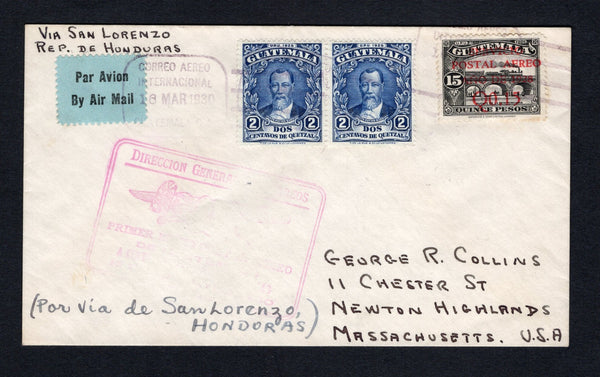 Via San Lorenzo
Rep. de Honduras
Par Avion
By Air Mail
CORREO AEREO
INTERNACIONAL
18 MAR 1930
GUATEMALA
2 2
DOS
CENTAVOS DE QUETZAL
GUATEMALA
2 2
DOS
CENTAVOS DE QUETZAL
GUATEMALA
POSTAL AEREO
15
QUINCE PESOS
DIRECCION GENERAL
PRIMER
(Por Via de San Lorenzo,
HONDORAS)
GEORGE R. COLLINS
11 CHESTER ST
NEWTON HIGHLANDS
MASSACHUSETTS. U.S.A